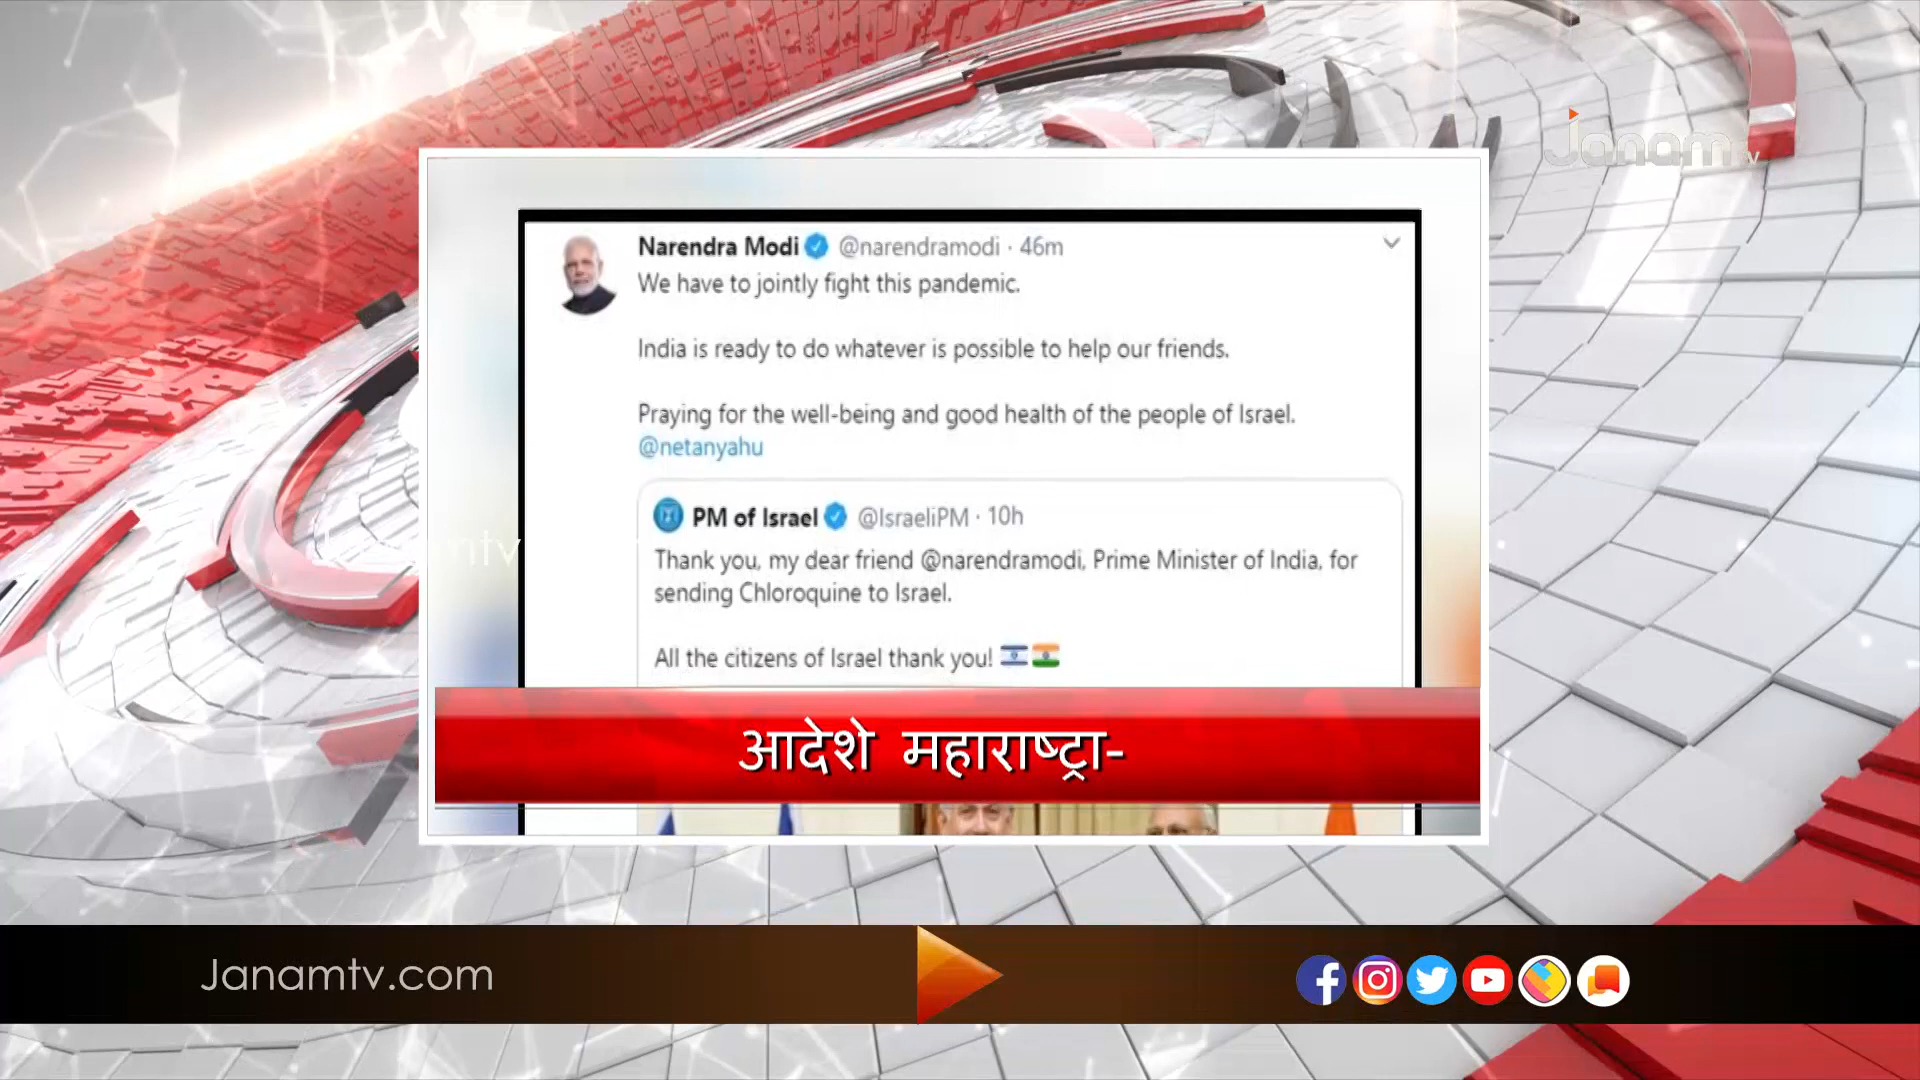 Janam tv
Narendra Modi @narendramodi · 46m
We have to jointly fight this pandemic.
India is ready to do whatever is possible to help our friends.
Praying for the well-being and good health of the people of Israel.
@netanyahu
PM of Israel @IsraeliPM · 10h
Thank you, my dear friend @narendramodi, Prime Minister of India, for
sending Chloroquine to Israel.
All the citizens of Israel thank you! 🇮🇱🇮🇳
आदेशे महाराष्ट्रा-
Janamtv.com